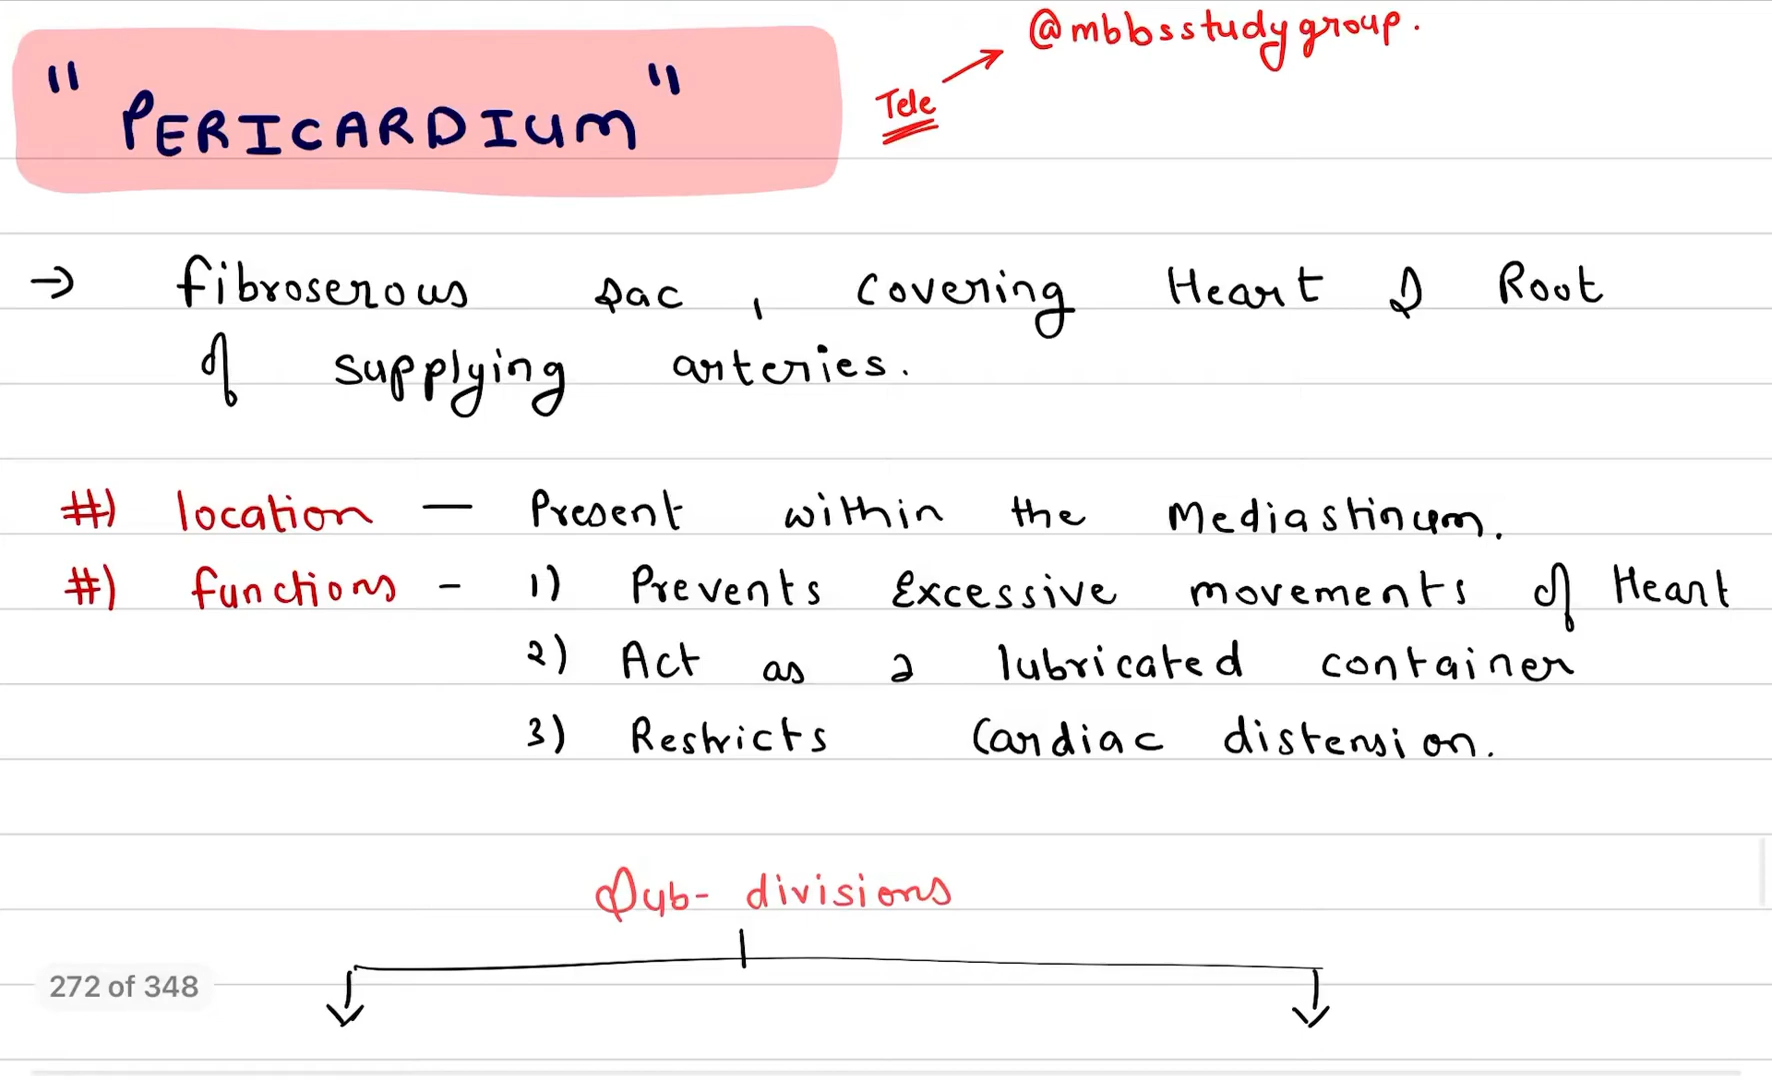 @mbbsstudygroup.
Tele
"PERICARDIUM"
→ fibroserous sac, covering Heart & Root
of supplying arteries.
#) location — Present within the Mediastinum.
#) functions - 1) Prevents Excessive movements of Heart
2) Act as a lubricated container
3) Restricts Cardiac distension.
Sub-divisions
272 of 348